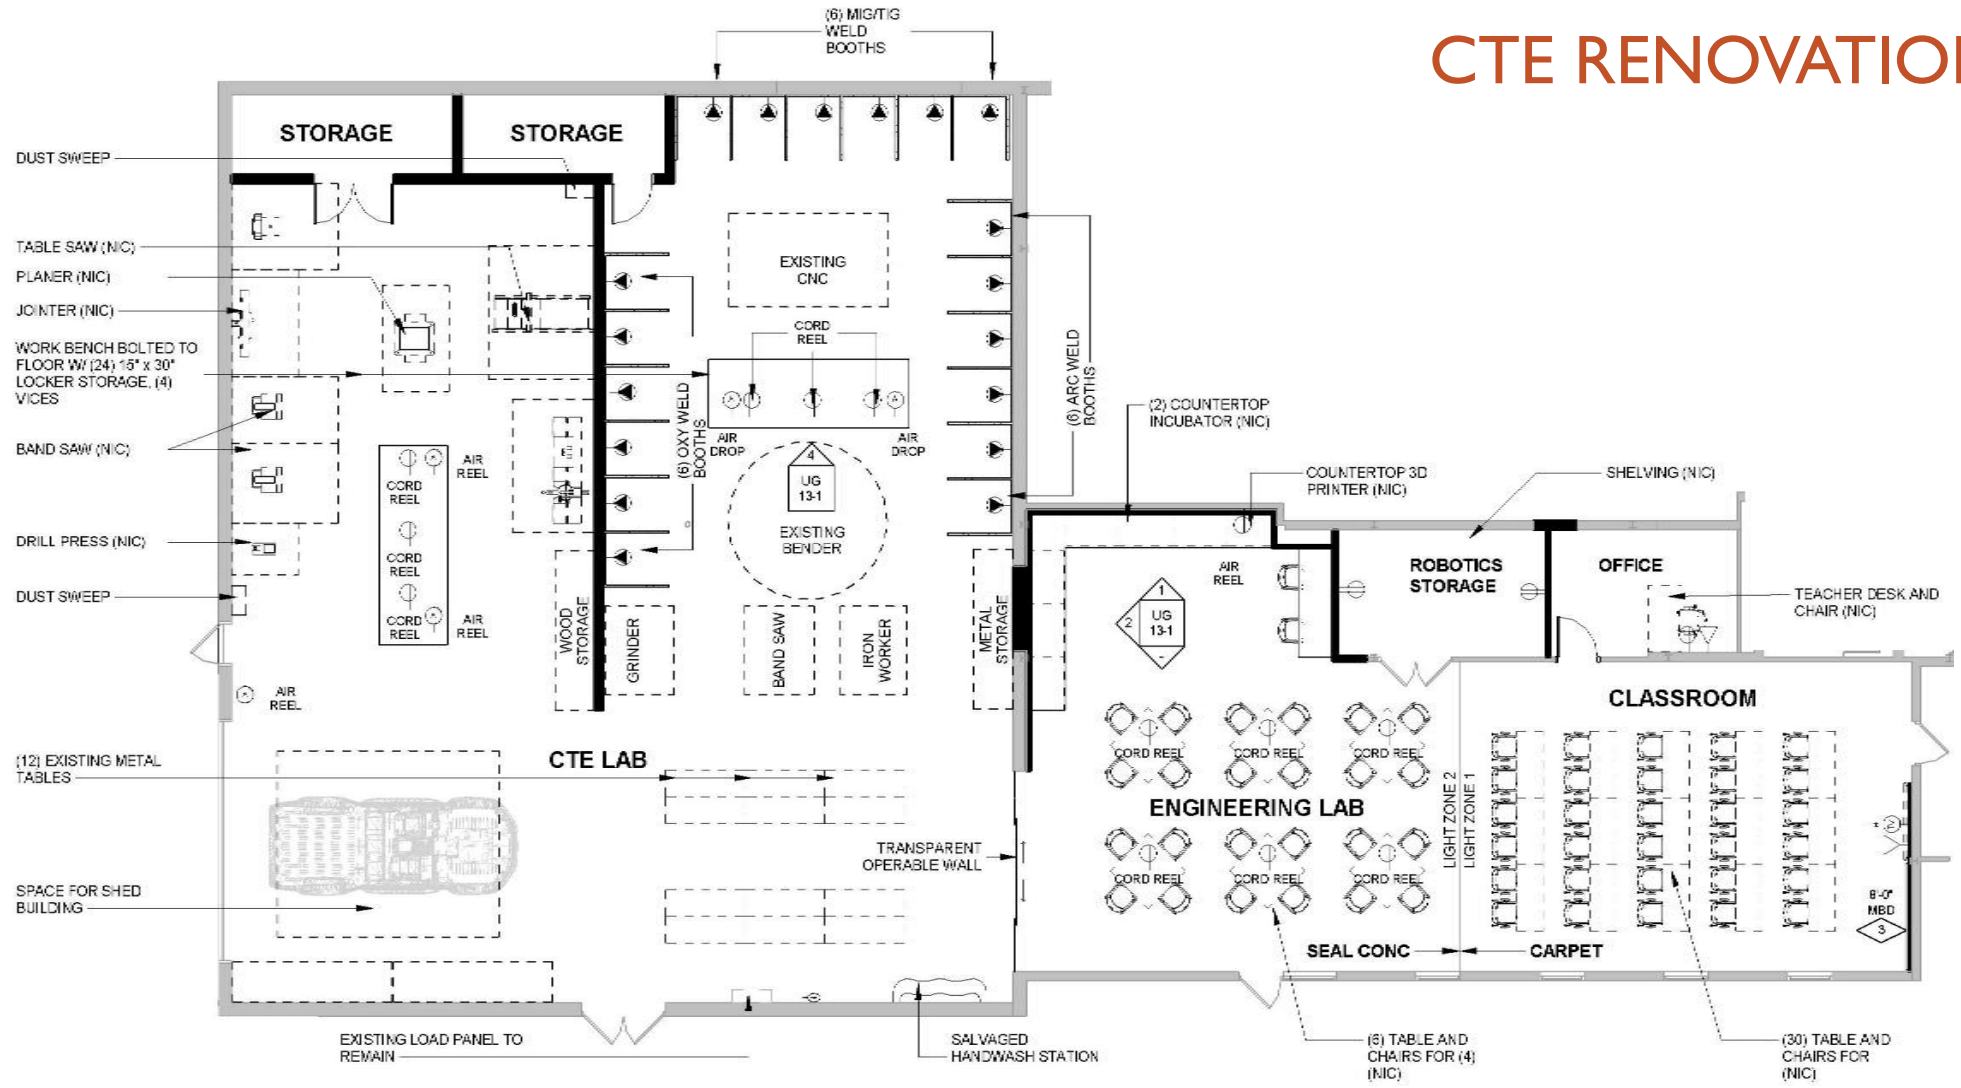 (6) MIG/TIG
WELD
BOOTHS
CTE RENOVATIO
STORAGE
STORAGE
DUST SWEEP
TABLE SAW (NIC)
PLANER (NIC)
JOINTER (NIC)
WORK BENCH BOLTED TO
FLOOR W/ (24) 15" x 30"
LOCKER STORAGE, (4)
VICES
BAND SAW (NIC)
DRILL PRESS (NIC)
DUST SWEEP
EXISTING
CNC
CORD
REEL
AIR
DROP
AIR
DROP
(6) OXY WELD
BOOTHS
(6) ARC WELD
BOOTHS
4
UG
13-1
EXISTING
BENDER
CORD
REEL
AIR
REEL
CORD
REEL
CORD
REEL
AIR
REEL
AIR
REEL
WOOD
STORAGE
GRINDER
BAND SAW
IRON
WORKER
METAL
STORAGE
(2) COUNTERTOP
INCUBATOR (NIC)
COUNTERTOP 3D
PRINTER (NIC)
SHELVING (NIC)
AIR
REEL
1
2
UG
13-1
-
ROBOTICS
STORAGE
OFFICE
TEACHER DESK AND
CHAIR (NIC)
CLASSROOM
CTE LAB
(12) EXISTING METAL
TABLES
SPACE FOR SHED
BUILDING
TRANSPARENT
OPERABLE WALL
CORD REEL
CORD REEL
CORD REEL
ENGINEERING LAB
CORD REEL
CORD REEL
CORD REEL
LIGHT ZONE 2
LIGHT ZONE 1
8'-0"
MBD
3
SEAL CONC
CARPET
EXISTING LOAD PANEL TO
REMAIN
SALVAGED
HANDWASH STATION
(6) TABLE AND
CHAIRS FOR (4)
(NIC)
(30) TABLE AND
CHAIRS FOR
(NIC)